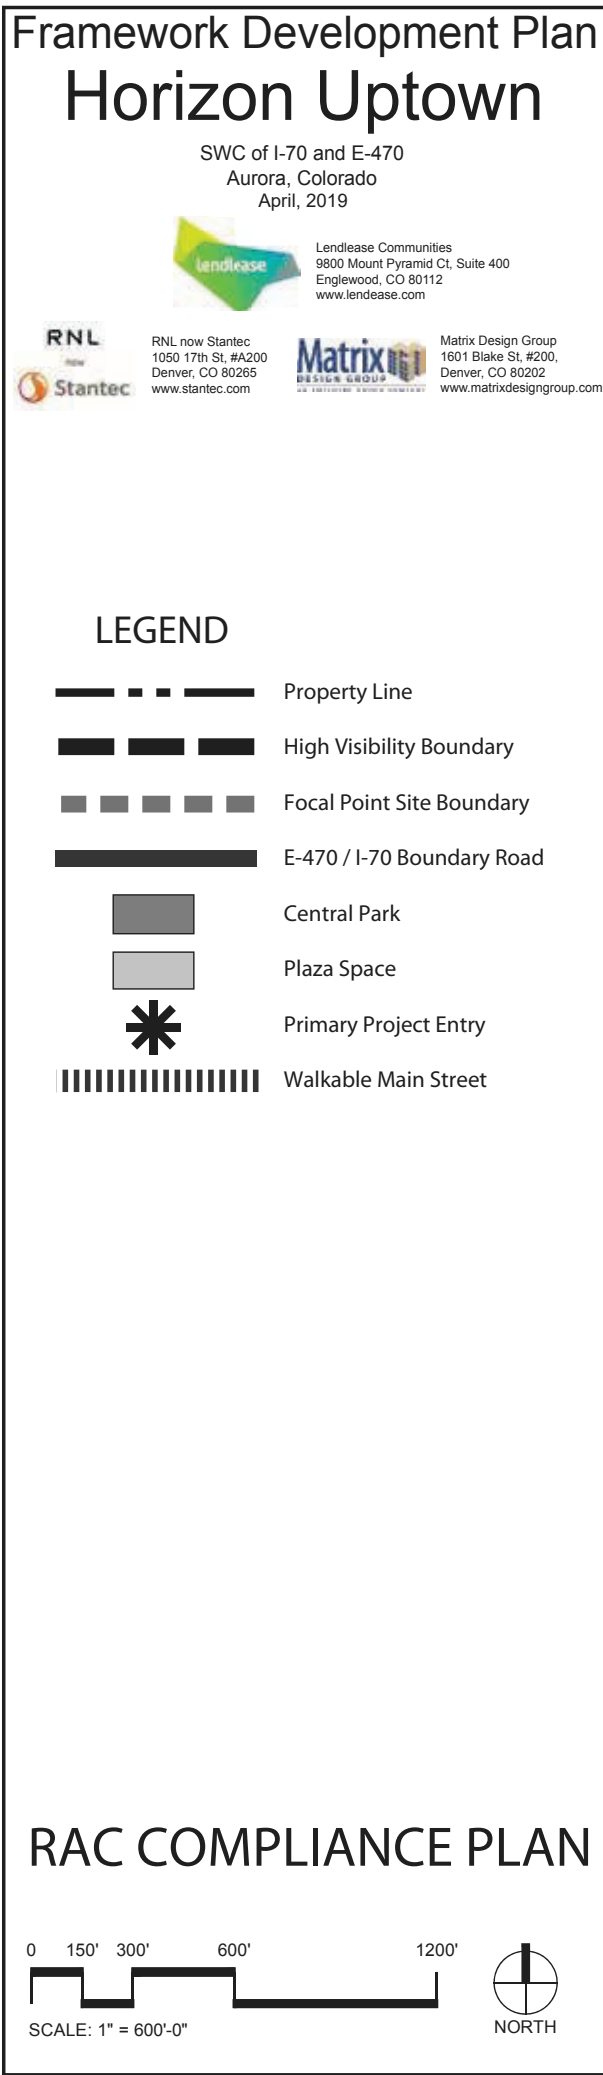 Framework Development Plan
Horizon Uptown
SWC of I-70 and E-470
Aurora, Colorado
April, 2019
lendlease
Lendlease Communities
9800 Mount Pyramid Ct, Suite 400
Englewood, CO 80112
www.lendease.com
RNL
now
Stantec
RNL now Stantec
1050 17th St, #A200
Denver, CO 80265
www.stantec.com
Matrix
DESIGN GROUP
Matrix Design Group
1601 Blake St, #200,
Denver, CO 80202
www.matrixdesigngroup.com
LEGEND
Property Line
High Visibility Boundary
Focal Point Site Boundary
E-470 / I-70 Boundary Road
Central Park
Plaza Space
Primary Project Entry
Walkable Main Street
RAC COMPLIANCE PLAN
0 150' 300' 600' 1200'
SCALE: 1" = 600'-0"
NORTH